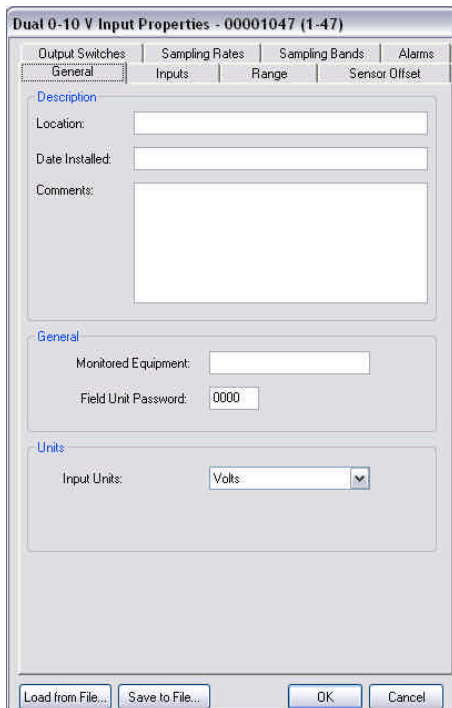 Dual 0-10 V Input Properties - 00001047 (1-47)
Output Switches Sampling Rates Sampling Bands Alarms
General Inputs Range Sensor Offset
Description
Location:
Date Installed:
Comments:
General
Monitored Equipment:
Field Unit Password: 0000
Units
Input Units: Volts
Load from File... Save to File... OK Cancel